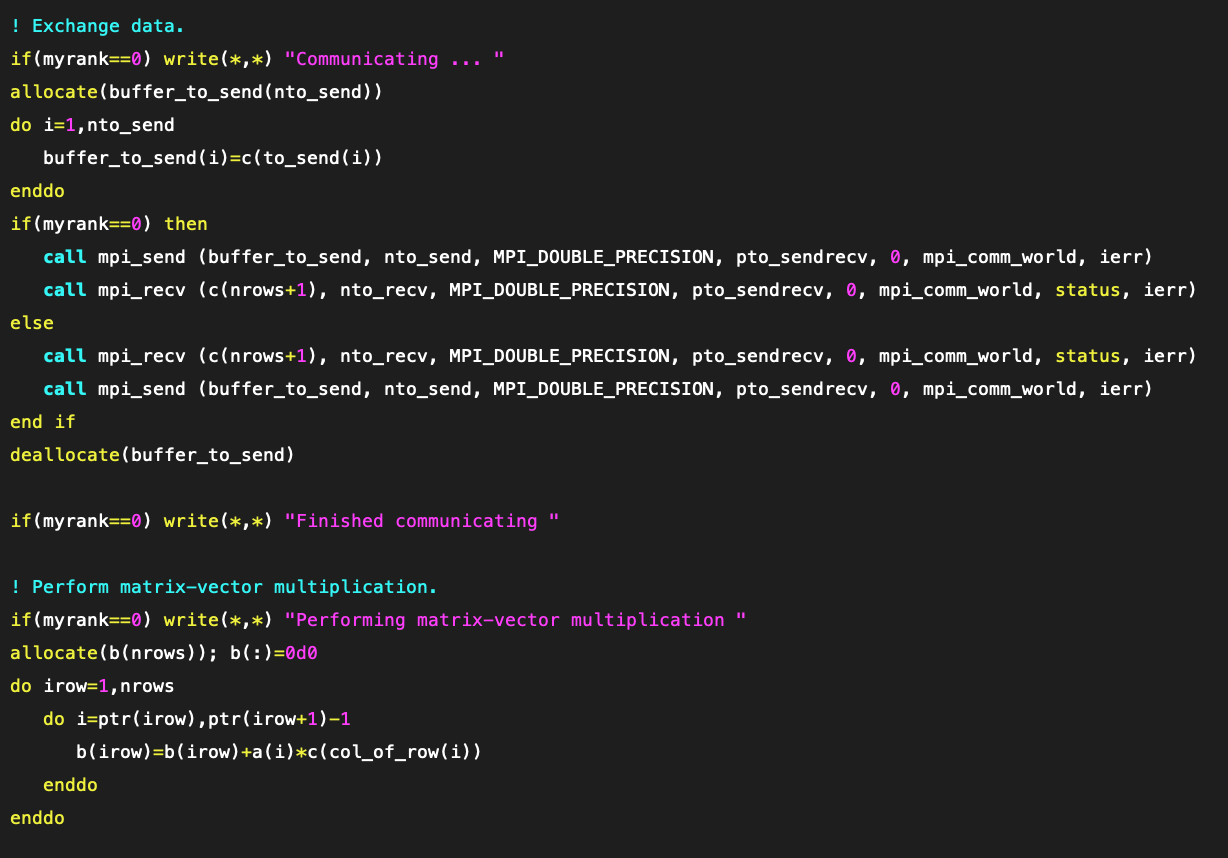 ! Exchange data.
if(myrank==0) write(*,*) "Communicating ... "
allocate(buffer_to_send(nto_send))
do i=1,nto_send
   buffer_to_send(i)=c(to_send(i))
enddo
if(myrank==0) then
   call mpi_send (buffer_to_send, nto_send, MPI_DOUBLE_PRECISION, pto_sendrecv, 0, mpi_comm_world, ierr)
   call mpi_recv (c(nrows+1), nto_recv, MPI_DOUBLE_PRECISION, pto_sendrecv, 0, mpi_comm_world, status, ierr)
else
   call mpi_recv (c(nrows+1), nto_recv, MPI_DOUBLE_PRECISION, pto_sendrecv, 0, mpi_comm_world, status, ierr)
   call mpi_send (buffer_to_send, nto_send, MPI_DOUBLE_PRECISION, pto_sendrecv, 0, mpi_comm_world, ierr)
end if
deallocate(buffer_to_send)

if(myrank==0) write(*,*) "Finished communicating "

! Perform matrix-vector multiplication.
if(myrank==0) write(*,*) "Performing matrix-vector multiplication "
allocate(b(nrows)); b(:)=0d0
do irow=1,nrows
   do i=ptr(irow),ptr(irow+1)-1
      b(irow)=b(irow)+a(i)*c(col_of_row(i))
   enddo
enddo